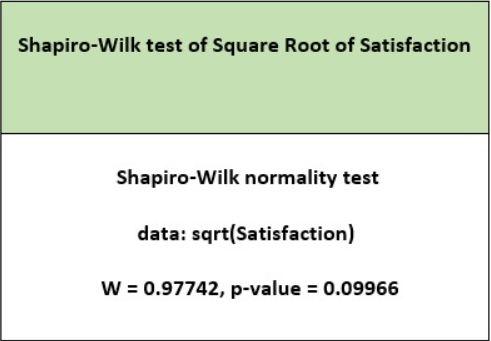 Shapiro-Wilk test of Square Root of Satisfaction
Shapiro-Wilk normality test
data: sqrt(Satisfaction)
W = 0.97742, p-value = 0.09966